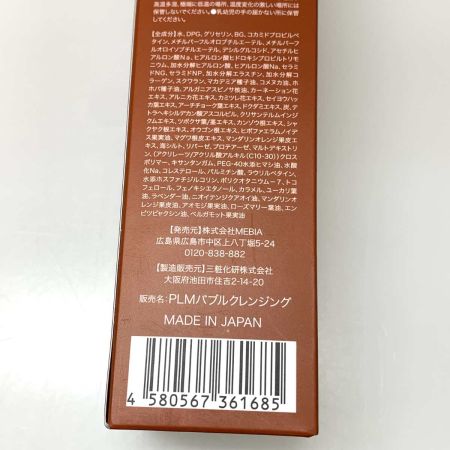 高温多湿、極端に低温の場所、温度変化の激しい場所には
保管しないでください。●乳幼児の手の届かない所に保管
してください。
【全成分】水、DPG、グリセリン、BG、コカミドプロピルベ
タイン、メチルパーフルオロブチルエーテル、メチルパーフ
ルオロイソブチルエーテル、デシルグルコシド、アセチルヒ
アルロン酸Na、ヒアルロン酸ヒドロキシプロピルトリモニ
ウム、加水分解ヒアルロン酸、ヒアルロン酸Na、セラミ
ドNG、セラミドNP、加水分解エラスチン、加水分解コ
ラーゲン、スクワラン、マカデミア種子油、コメヌカ油、ホ
ホバ種子油、アルガニアスピノサ核油、カーネーション花
エキス、アルニカ花エキス、カミツレ花エキス、セイヨウハッ
カ葉エキス、アーチチョーク葉エキス、ドクダミエキス、炭、テ
トラヘキシルデカン酸アスコルビル、クリサンテルムインジ
クムエキス、ツボクサ葉/茎エキス、カンゾウ根エキス、シャ
クヤク根エキス、オウゴン根エキス、ヒポファエラムノイデ
ス果実油、マグワ根皮エキス、マンダリンオレンジ果皮エ
キス、海シルト、リパーゼ、プロテアーゼ、マルトデキストリ
ン、(アクリレーツ/アクリル酸アルキル(C10-30))クロス
ポリマー、キサンタンガム、PEG-40水添ヒマシ油、水酸
化Na、コレステロール、パルミチン酸、ラウリルベタイン、
水添ホスファチジルコリン、ポリクオタニウム-7、トコ
フェロール、フェノキシエタノール、カラメル、ユーカリ葉
油、ラベンダー油、ニオイテンジクアオイ油、マンダリン
オレンジ果皮油、アオモジ果実油、ローズマリー葉油、エン
ピツビャクシン油、ベルガモット果実油
【発売元】株式会社MEBIA
広島県広島市中区上八丁堀5-24
0120-838-882
【製造販売元】三粧化研株式会社
大阪府池田市住吉2-14-20
販売名:PLMバブルクレンジング
MADE IN JAPAN
4 580567 361685